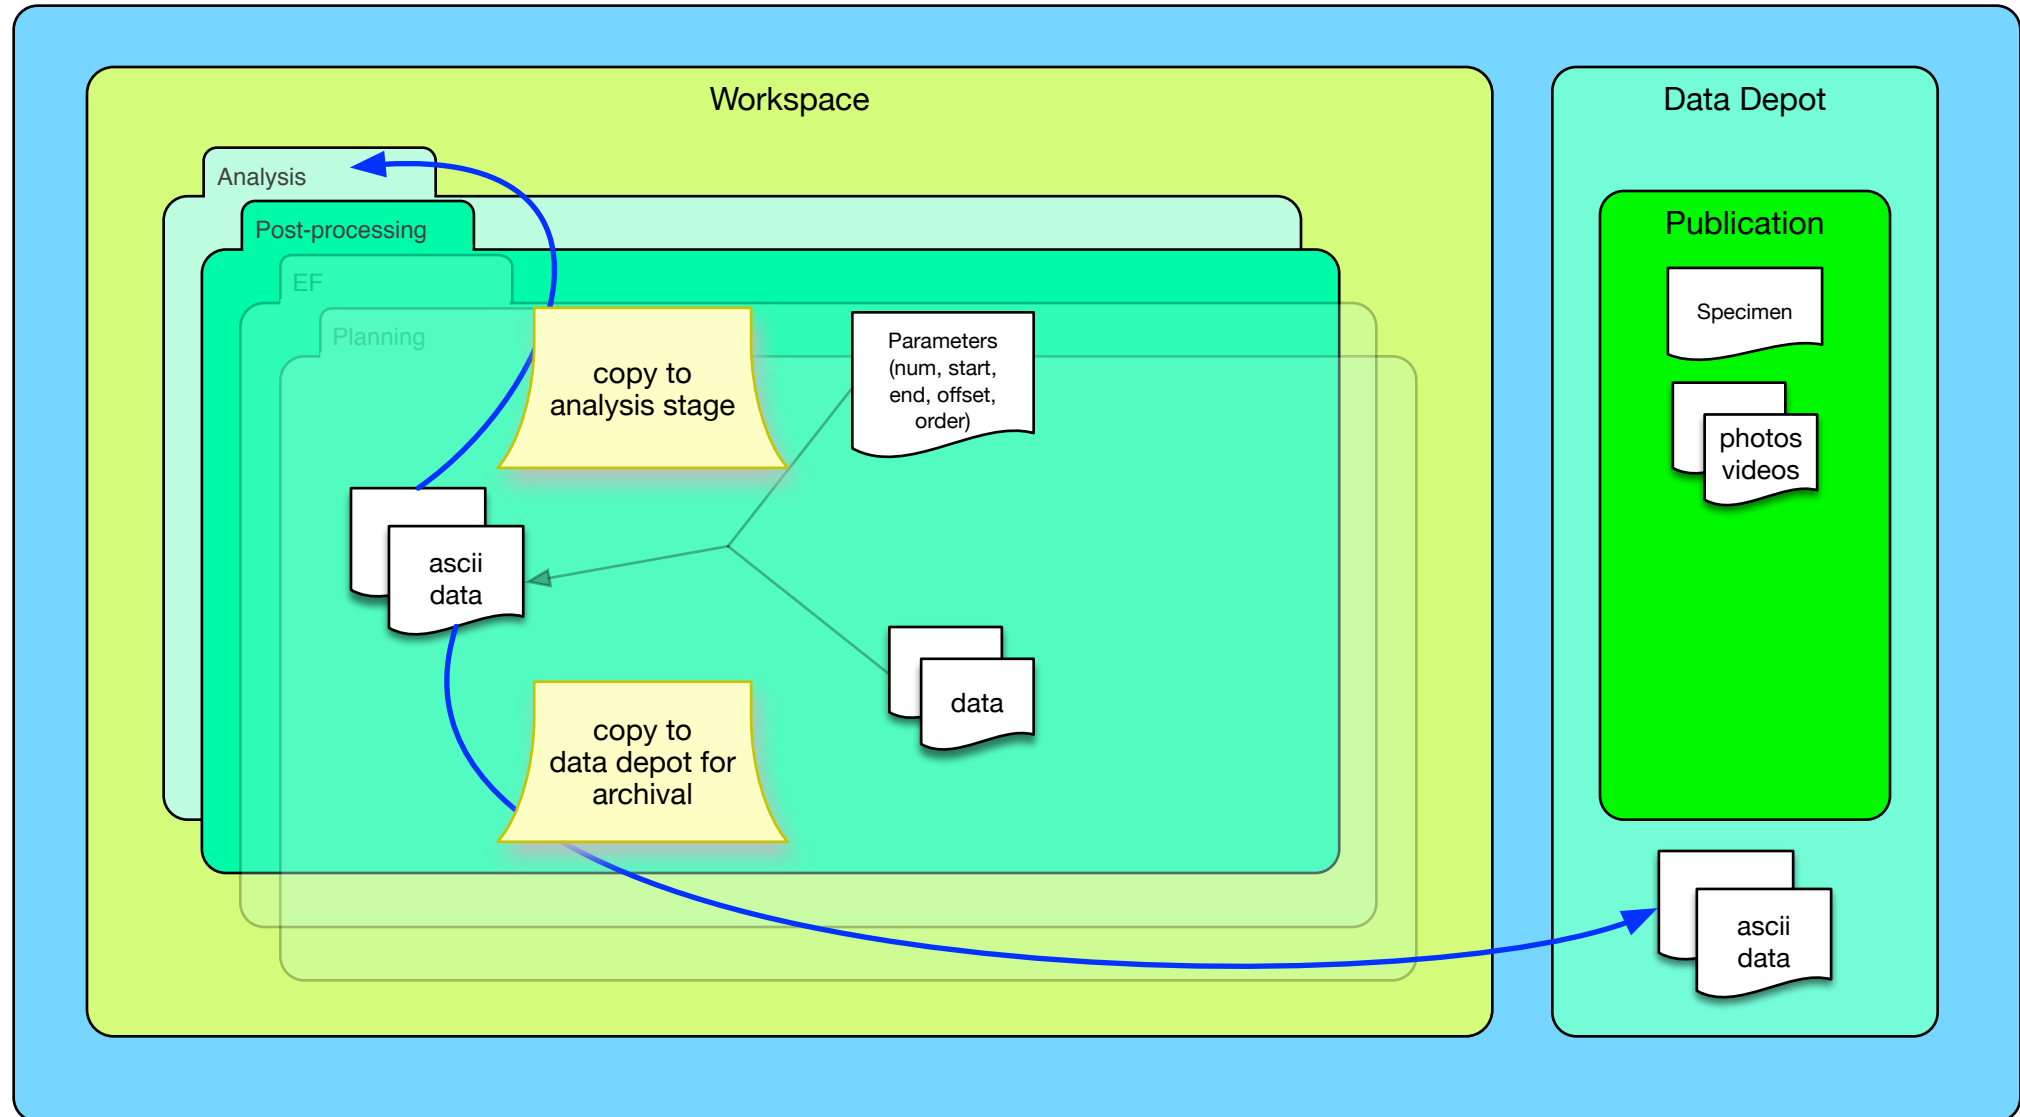 Workspace
Data Depot
Analysis
Post-processing
EF
Planning
copy to
analysis stage
Parameters
(num, start,
end, offset,
order)
ascii
data
data
copy to
data depot for
archival
Publication
Specimen
photos
videos
ascii
data